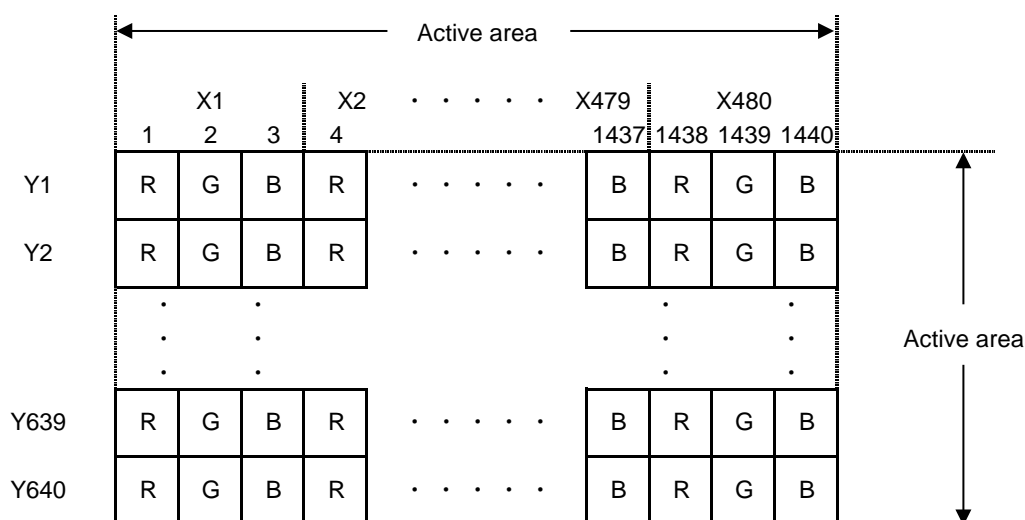 Active area
X1 X2 · · · · · X479 X480
1 2 3 4 1437 1438 1439 1440
Y1 R G B R · · · · · B R G B
Y2 R G B R · · · · · B R G B
· · · ·
· · · ·
Active area
· · · ·
Y639 R G B R · · · · · B R G B
Y640 R G B R · · · · · B R G B